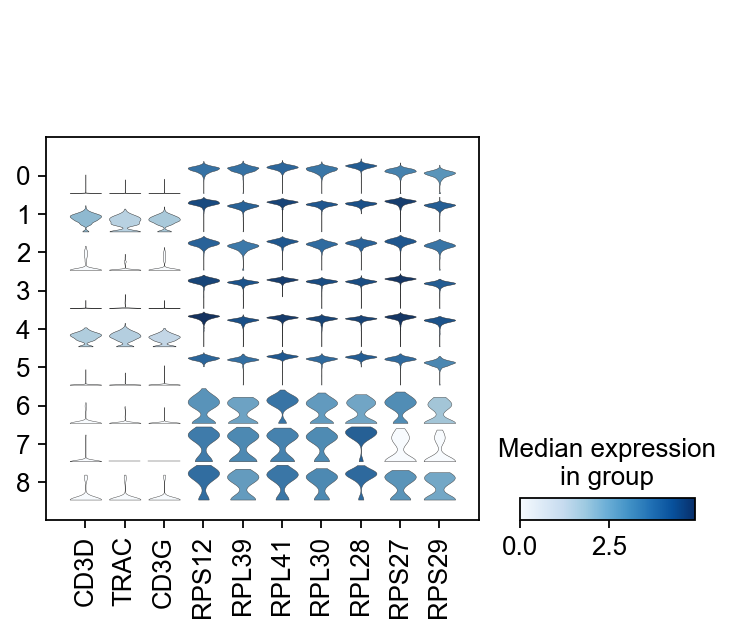 0
1
2
3
4
5
6
7
8
CD3D
TRAC
CD3G
RPS12
RPL39
RPL41
RPL30
RPL28
RPS27
RPS29
Median expression
in group
0.0 2.5